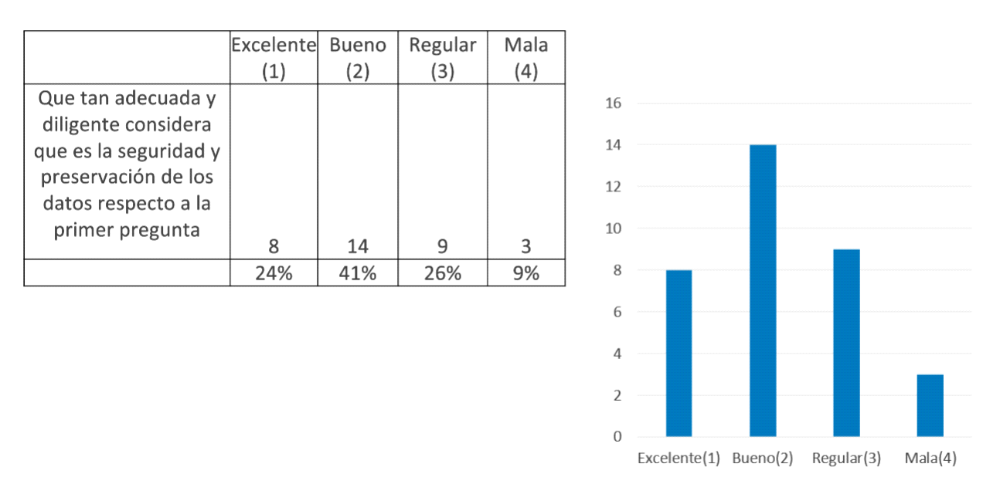 Excelente Bueno Regular Mala
(1) (2) (3) (4)
Que tan adecuada y
diligente considera
que es la seguridad y
preservación de los
datos respecto a la
primer pregunta
8 14 9 3
24% 41% 26% 9%
16
14
12
10
8
6
4
2
0
Excelente(1) Bueno(2) Regular(3) Mala(4)